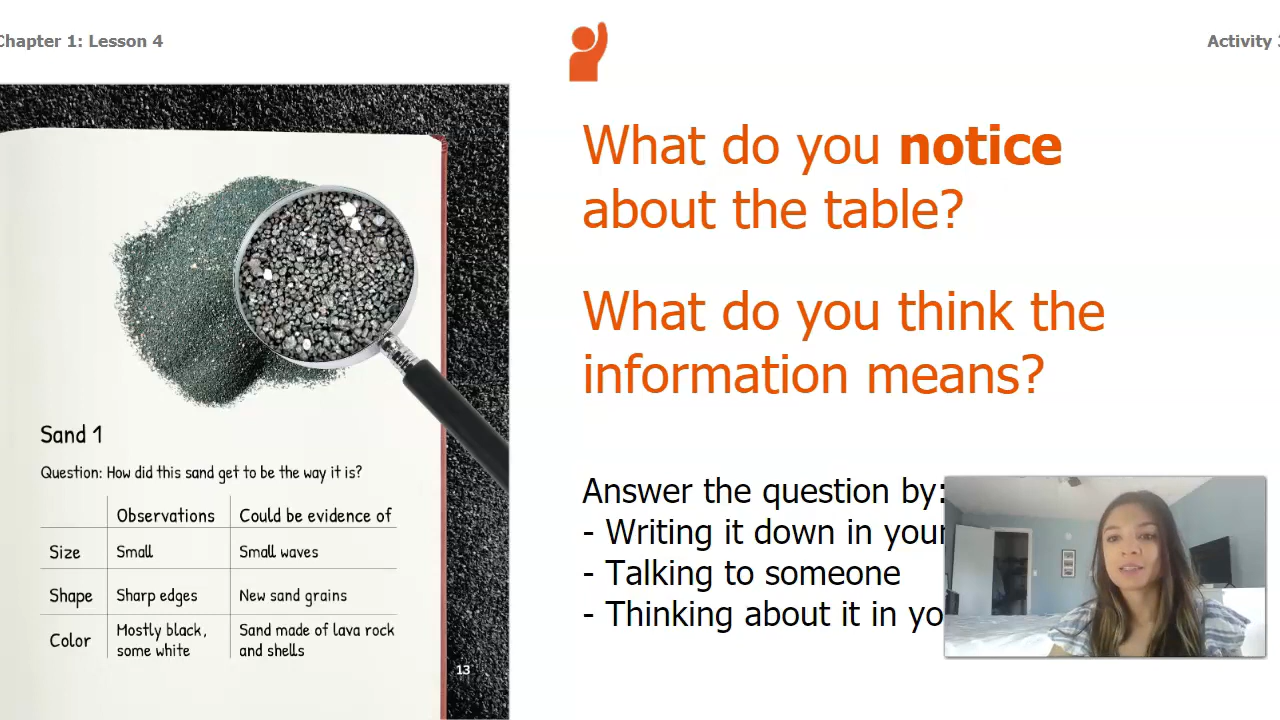 Chapter 1: Lesson 4
Activity
What do you notice
about the table?
What do you think the
information means?
Answer the question by:
- Writing it down in your
- Talking to someone
- Thinking about it in yo
Sand 1
Question: How did this sand get to be the way it is?
Observations Could be evidence of
Size Small Small waves
Shape Sharp edges New sand grains
Color Mostly black, some white Sand made of lava rock and shells
13